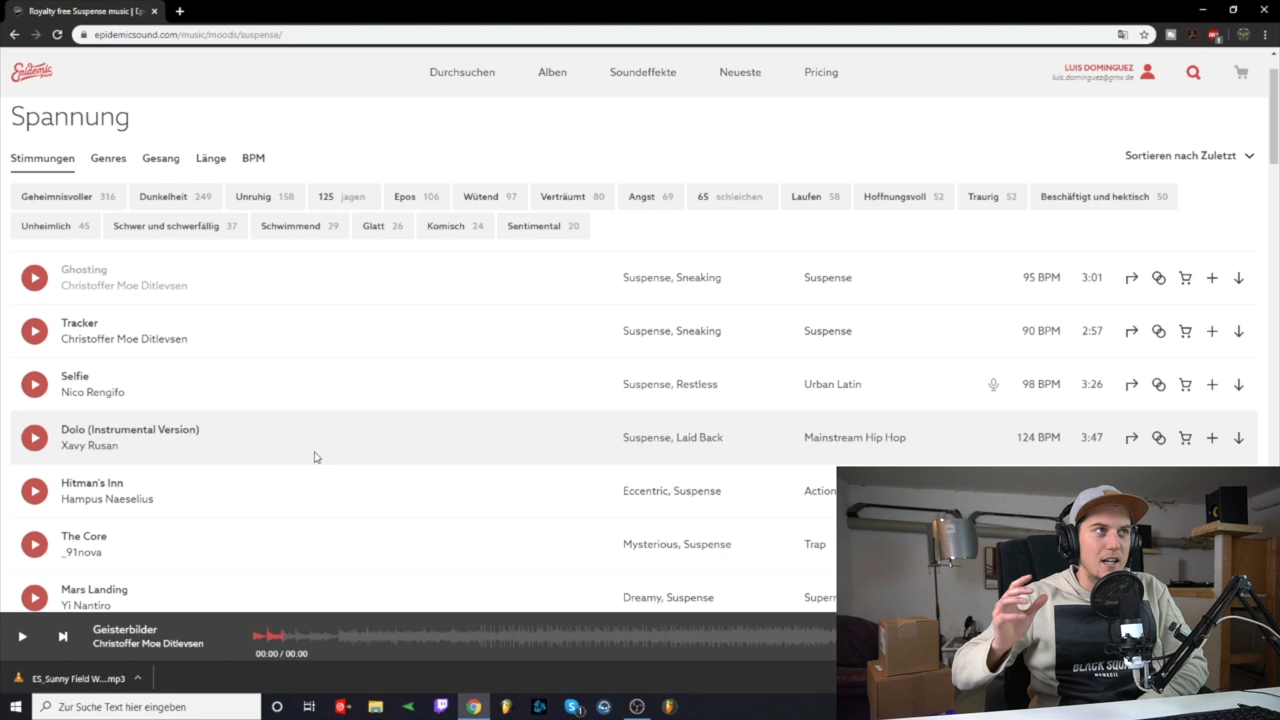 Royalty free Suspense music | Ep
epidemicsound.com/music/moods/suspense/
Epidemic
Durchsuchen Alben Soundeffekte Neueste Pricing
LUIS DOMINGUEZ
luis.dominguez@gmx.de
Spannung
Stimmungen Genres Gesang Länge BPM
Sortieren nach Zuletzt
Geheimnisvoller 316 Dunkelheit 249 Unruhig 158 125 jagen Epos 106 Wütend 97 Verträumt 80 Angst 69 65 schleichen Laufen 58 Hoffnungsvoll 52 Traurig 52 Beschäftigt und hektisch 50
Unheimlich 45 Schwer und schwerfällig 37 Schwimmend 29 Glatt 26 Komisch 24 Sentimental 20
Ghosting
Christoffer Moe Ditlevsen
Suspense, Sneaking Suspense 95 BPM 3:01
Tracker
Christoffer Moe Ditlevsen
Suspense, Sneaking Suspense 90 BPM 2:57
Selfie
Nico Rengifo
Suspense, Restless Urban Latin 98 BPM 3:26
Dolo (Instrumental Version)
Xavy Rusan
Suspense, Laid Back Mainstream Hip Hop 124 BPM 3:47
Hitman's Inn
Hampus Naeselius
Eccentric, Suspense Action
The Core
_91nova
Mysterious, Suspense Trap
Mars Landing
Yi Nantiro
Dreamy, Suspense Supern
Geisterbilder
Christoffer Moe Ditlevsen
00:00 / 00:00
ES_Sunny Field W....mp3
Zur Suche Text hier eingeben
BLACK SQU